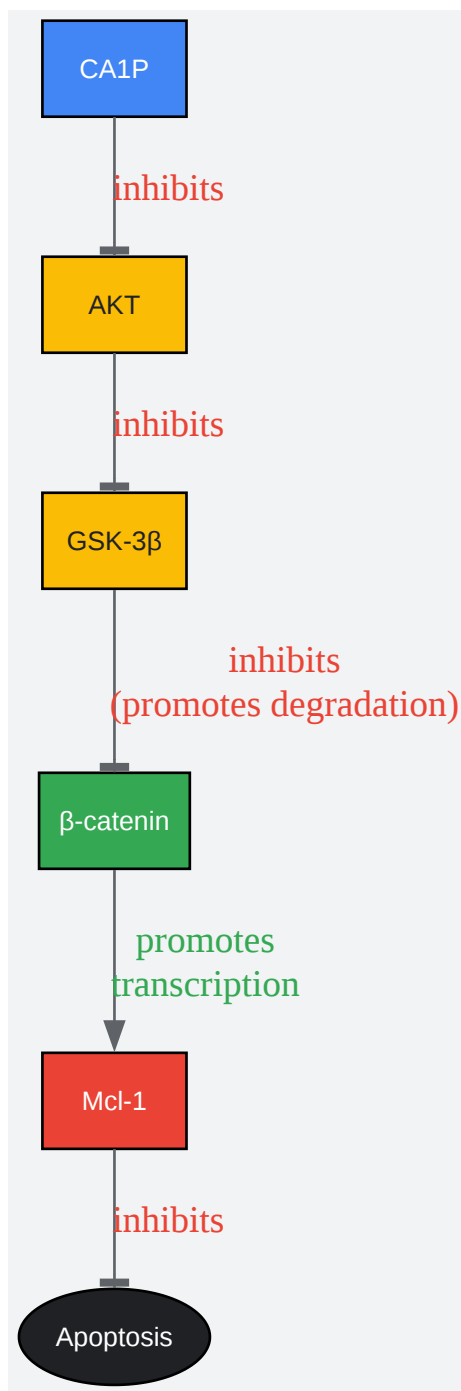 CA1P
inhibits
AKT
inhibits
GSK-3β
inhibits
(promotes degradation)
β-catenin
promotes
transcription
Mcl-1
inhibits
Apoptosis